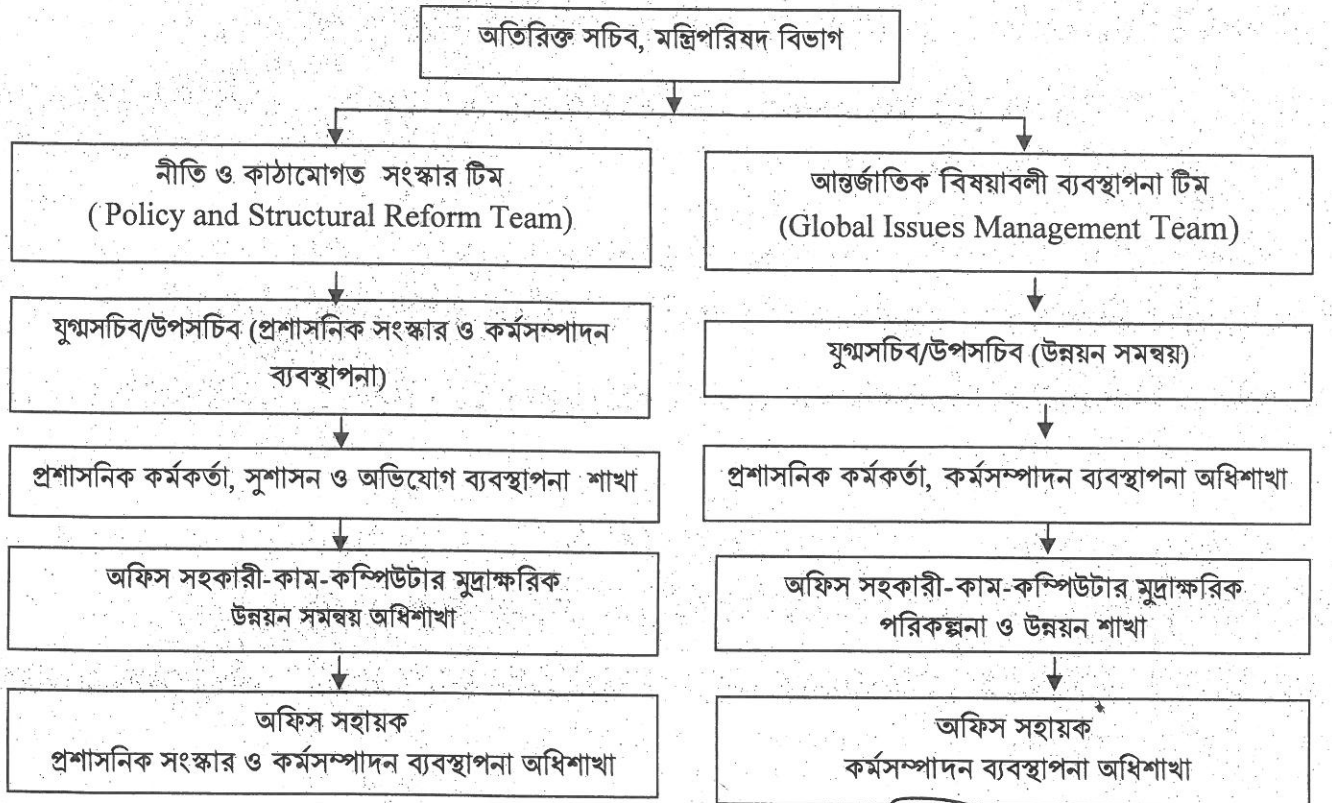 অতিরিক্ত সচিব, মন্ত্রিপরিষদ বিভাগ
নীতি ও কাঠামোগত সংস্কার টিম
( Policy and Structural Reform Team)
যুগ্মসচিব/উপসচিব (প্রশাসনিক সংস্কার ও কর্মসম্পাদন
ব্যবস্থাপনা)
প্রশাসনিক কর্মকর্তা, সুশাসন ও অভিযোগ ব্যবস্থাপনা শাখা
অফিস সহকারী-কাম-কম্পিউটার মুদ্রাক্ষরিক
উন্নয়ন সমন্বয় অধিশাখা
অফিস সহায়ক
প্রশাসনিক সংস্কার ও কর্মসম্পাদন ব্যবস্থাপনা অধিশাখা
আন্তর্জাতিক বিষয়াবলী ব্যবস্থাপনা টিম
(Global Issues Management Team)
যুগ্মসচিব/উপসচিব (উন্নয়ন সমন্বয়)
প্রশাসনিক কর্মকর্তা, কর্মসম্পাদন ব্যবস্থাপনা অধিশাখা
অফিস সহকারী-কাম-কম্পিউটার মুদ্রাক্ষরিক
পরিকল্পনা ও উন্নয়ন শাখা
অফিস সহায়ক
কর্মসম্পাদন ব্যবস্থাপনা অধিশাখা